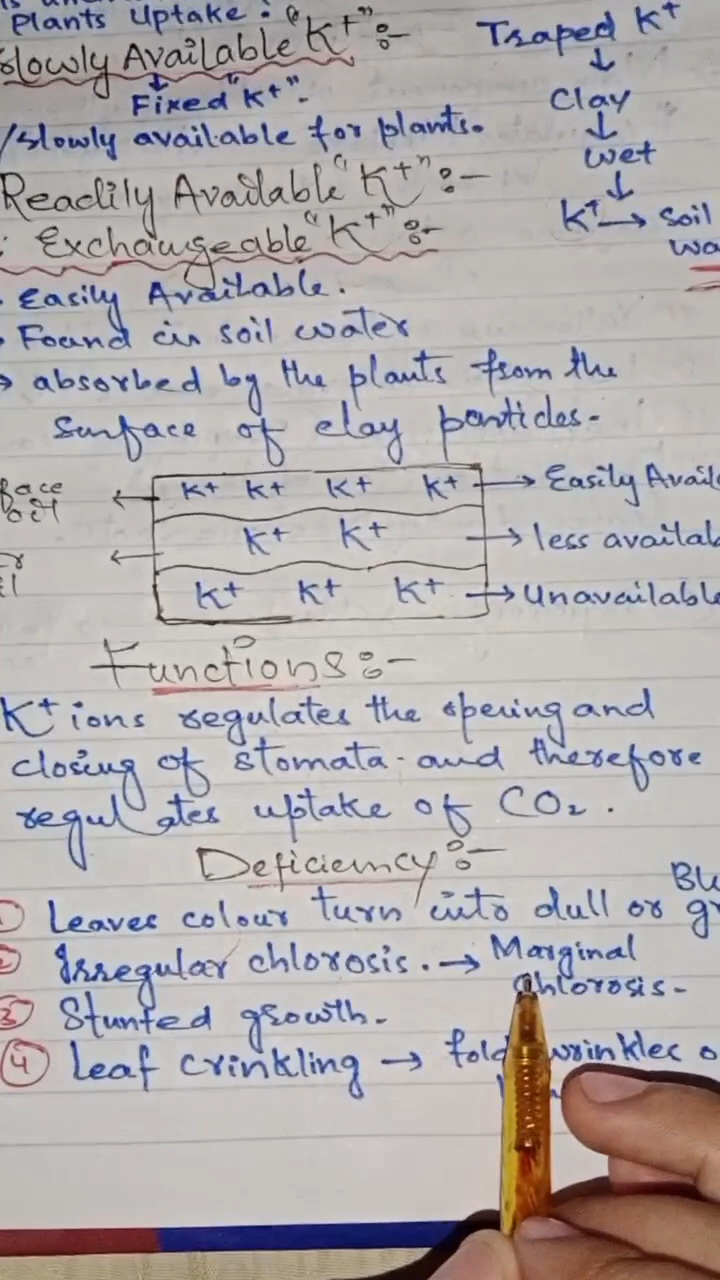 Plants Uptake:
Slowly Available "K+":-
Fixed "K+".
/Slowly available for plants.
Traped K+
Clay
wet
K+ → Soil
wa
Readily Available "K+":-
: Exchangeable "K+":-
Easily Available.
Found in soil water
→ absorbed by the plants from the
surface of clay particles-
face
K+ K+ K+ K+ → Easily Avail
K+ K+ → less availab
K+ K+ K+ → Unavailable
Functions:-
K+ ions regulates the opening and
closing of stomata and therefore
regulates uptake of CO2.
Deficiency:-
① Leaves colour turn into dull or
② Irregular chlorosis. → Marginal
Chlorosis-
③ Stunted growth.
④ Leaf crinkling → fold wrinkles